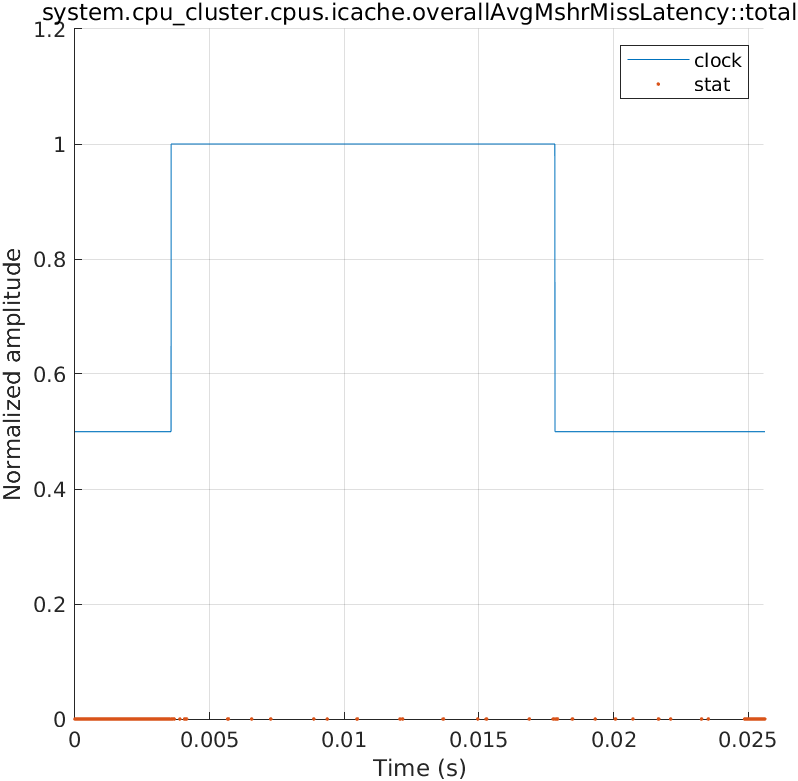 system.cpu_cluster.cpus.icache.overallAvgMshrMissLatency::total
1.2
clock
stat
1
0.8
0.6
0.4
0.2
0
Normalized amplitude
0 0.005 0.01 0.015 0.02 0.025
Time (s)